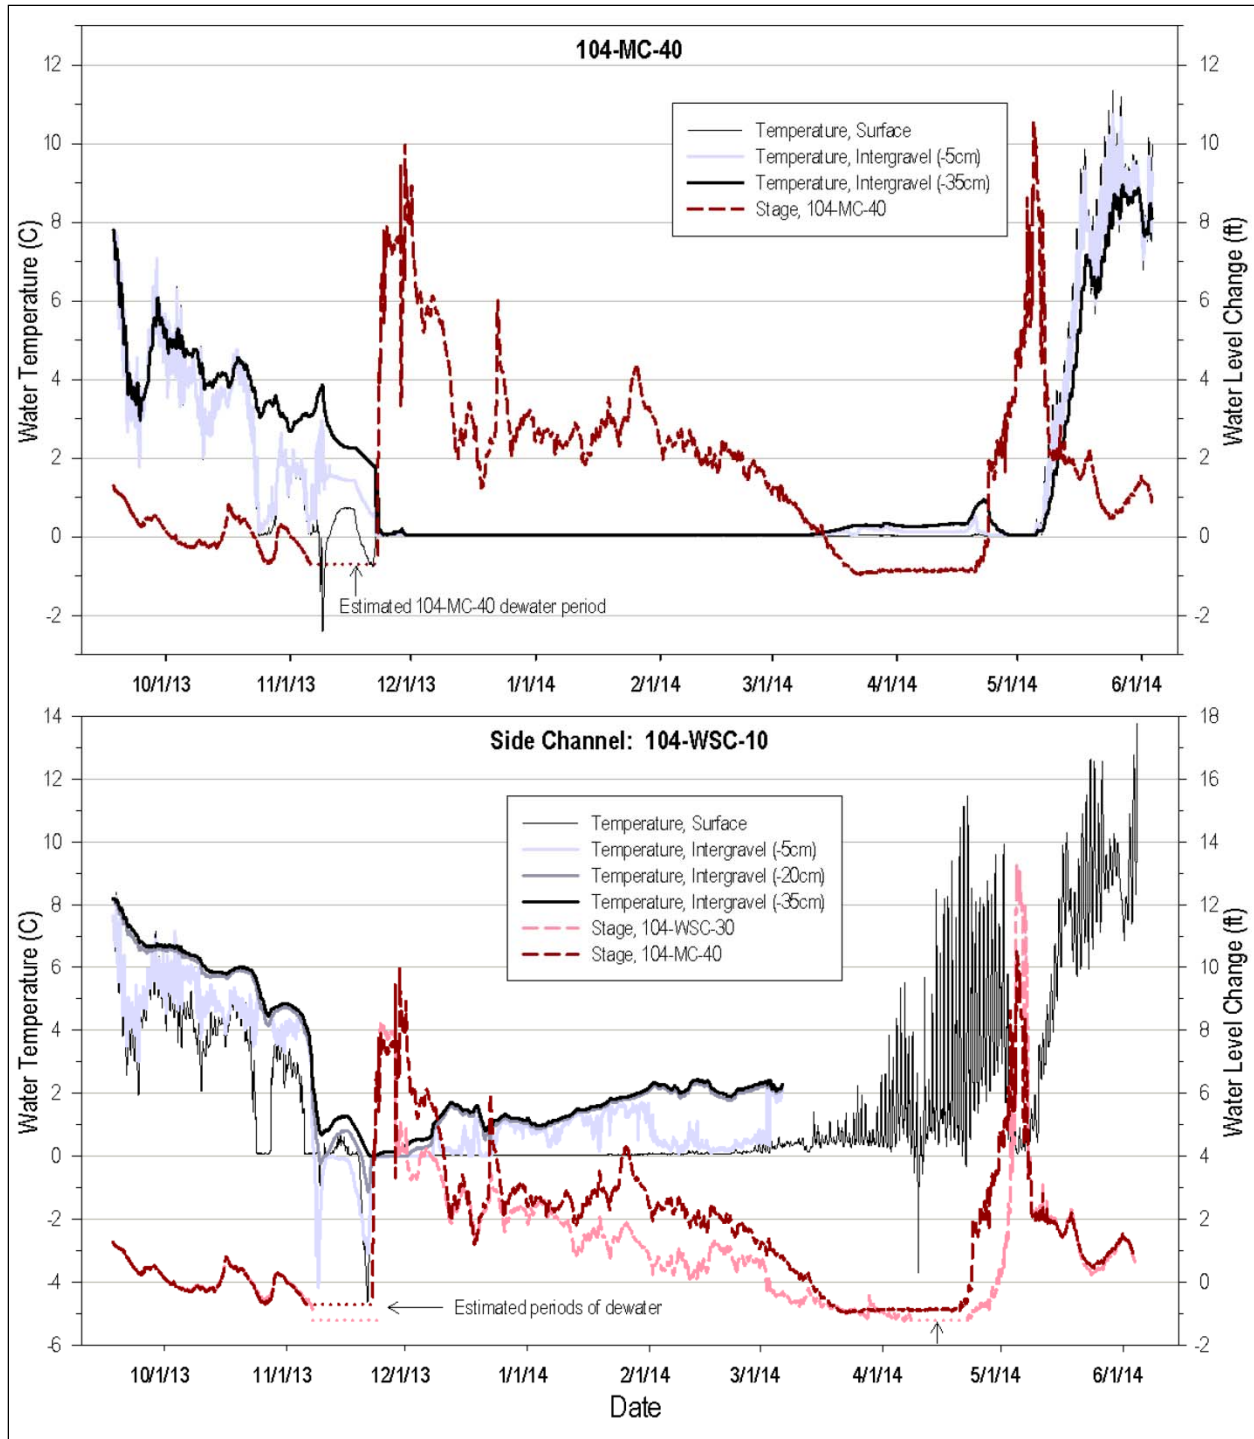 104-MC-40
12
10
8
6
4
2
0
-2
Water Temperature (C)
Temperature, Surface
Temperature, Intergravel (-5cm)
Temperature, Intergravel (-35cm)
Stage, 104-MC-40
12
10
8
6
4
2
0
-2
Water Level Change (ft)
Estimated 104-MC-40 dewater period
10/1/13 11/1/13 12/1/13 1/1/14 2/1/14 3/1/14 4/1/14 5/1/14 6/1/14
Side Channel: 104-WSC-10
14
12
10
8
6
4
2
0
-2
-4
-6
Water Temperature (C)
Temperature, Surface
Temperature, Intergravel (-5cm)
Temperature, Intergravel (-20cm)
Temperature, Intergravel (-35cm)
Stage, 104-WSC-30
Stage, 104-MC-40
18
16
14
12
10
8
6
4
2
0
-2
Water Level Change (ft)
Estimated periods of dewater
10/1/13 11/1/13 12/1/13 1/1/14 2/1/14 3/1/14 4/1/14 5/1/14 6/1/14
Date